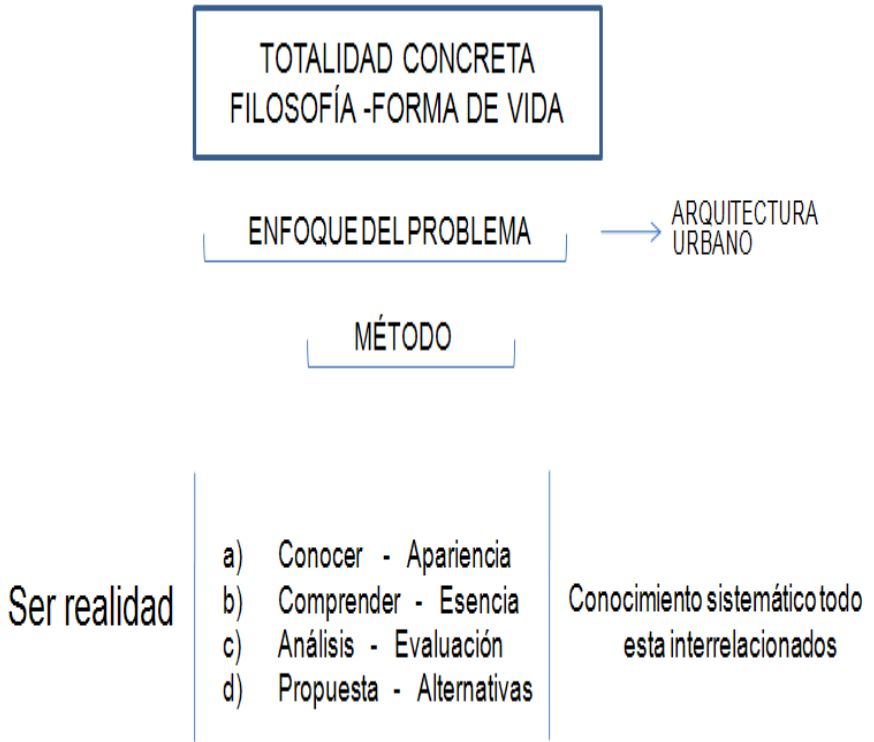 TOTALIDAD CONCRETA
FILOSOFÍA -FORMA DE VIDA
ENFOQUE DEL PROBLEMA
ARQUITECTURA
URBANO
MÉTODO
Ser realidad
a) Conocer - Apariencia
b) Comprender - Esencia
c) Análisis - Evaluación
d) Propuesta - Alternativas
Conocimiento sistemático todo
esta interrelacionados